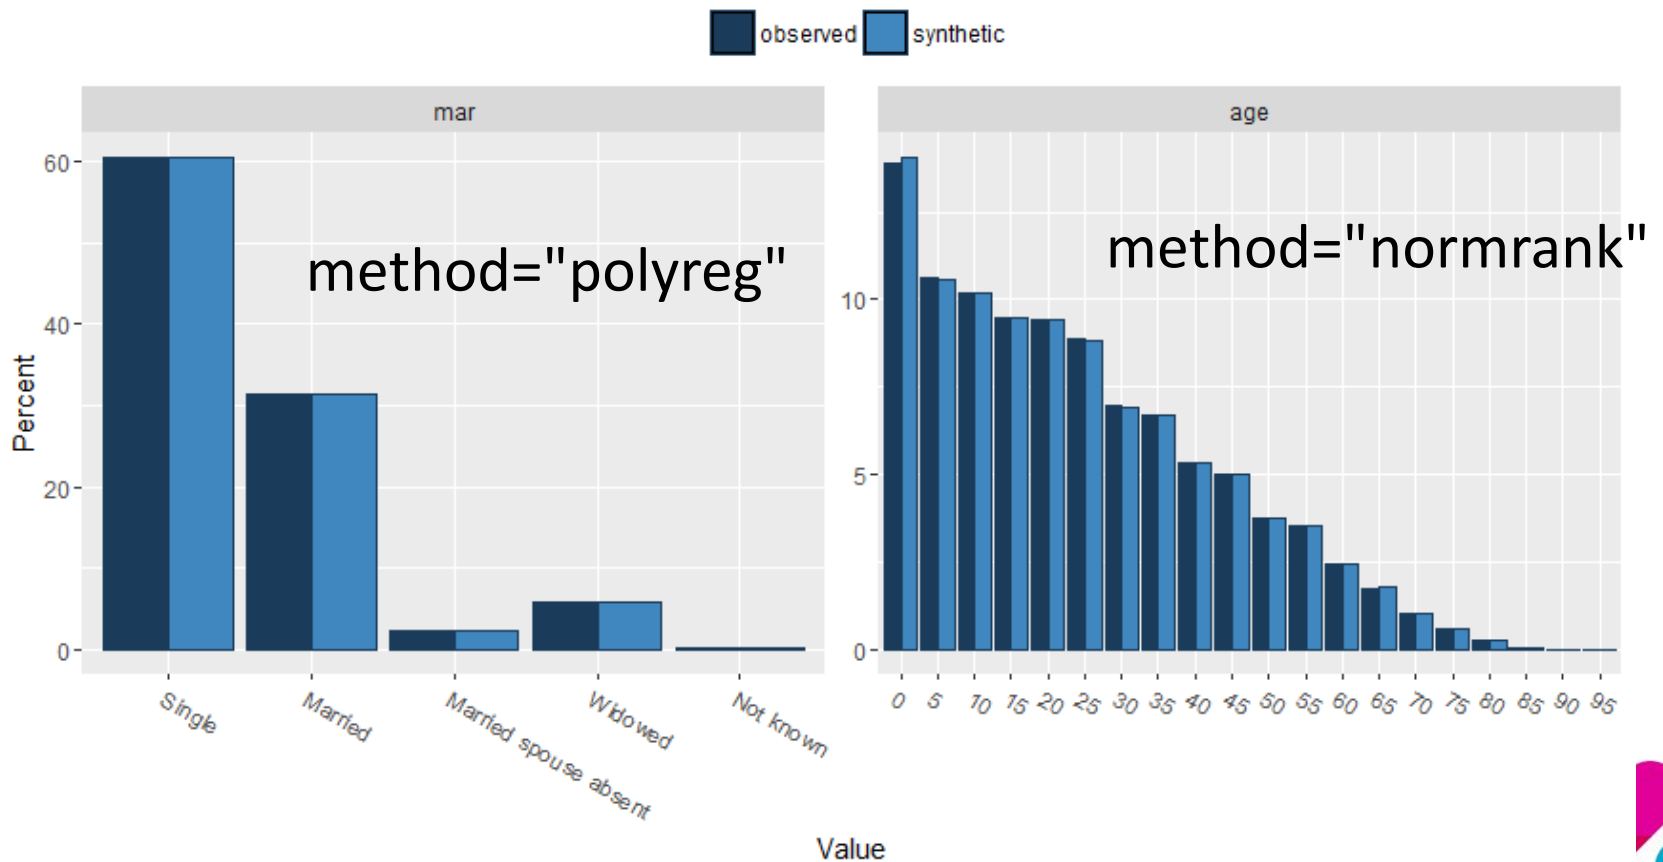 observed synthetic
mar
age
method="polyreg"
method="normrank"
Percent
60
40
20
0
10
5
0
Single
Married
Married spouse absent
Widowed
Not known
0 5 10 15 20 25 30 35 40 45 50 55 60 65 70 75 80 85 90 95
Value